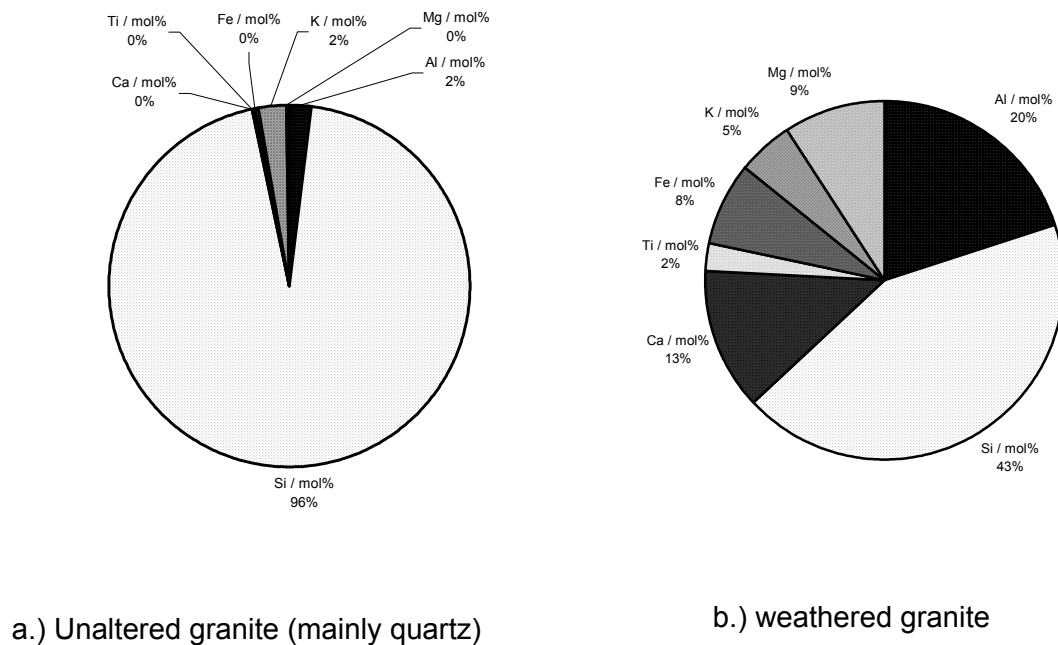 Ti / mol%
0%
Fe / mol%
0%
K / mol%
2%
Mg / mol%
0%
Ca / mol%
0%
Al / mol%
2%
Si / mol%
96%
a.) Unaltered granite (mainly quartz)
Mg / mol%
9%
Al / mol%
20%
K / mol%
5%
Fe / mol%
8%
Ti / mol%
2%
Ca / mol%
13%
Si / mol%
43%
b.) weathered granite